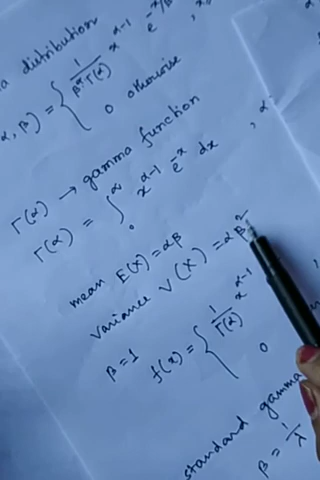 a distribution
α, β) = { 1/(β^α Γ(α)) x^(α-1) e^(-x/β)
0 otherwise
Γ(α) → gamma function
Γ(α) = ∫₀^∞ x^(α-1) e^(-x) dx , α
mean E(X) = αβ
Variance V(X) = αβ²
β = 1 f(x) = { 1/Γ(α) x^(α-1)
0
standard gamma
β = 1/λ